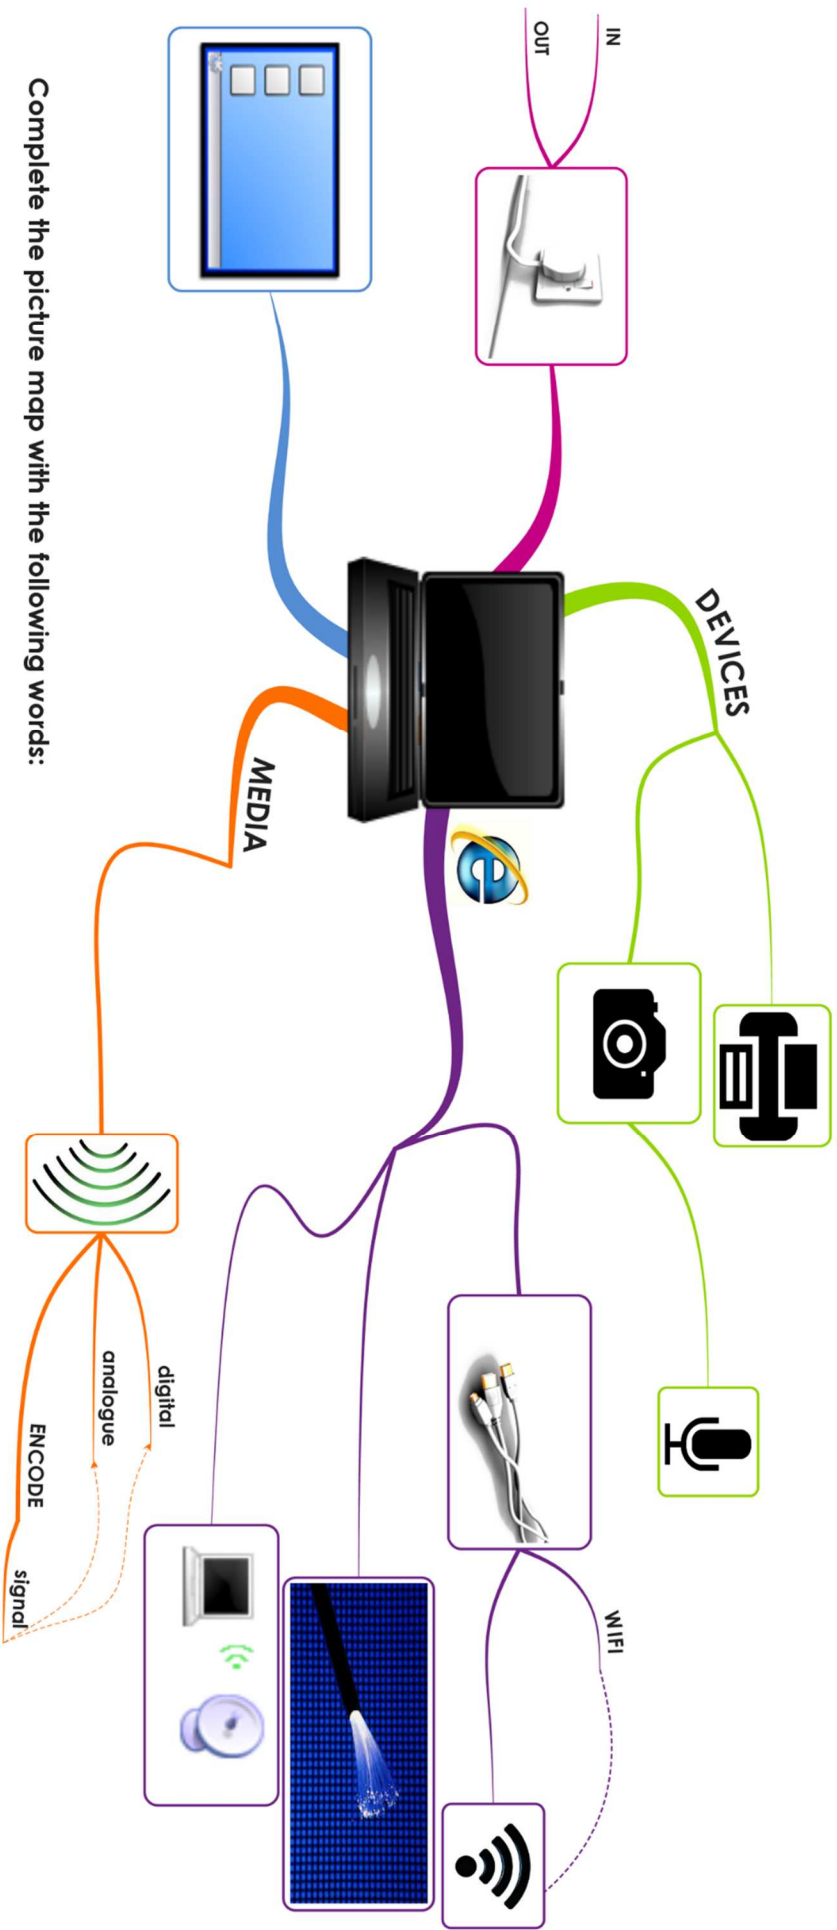 IN
OUT
DEVICES
MEDIA
WIFI
digital
analogue
ENCODE
signal
Complete the picture map with the following words: